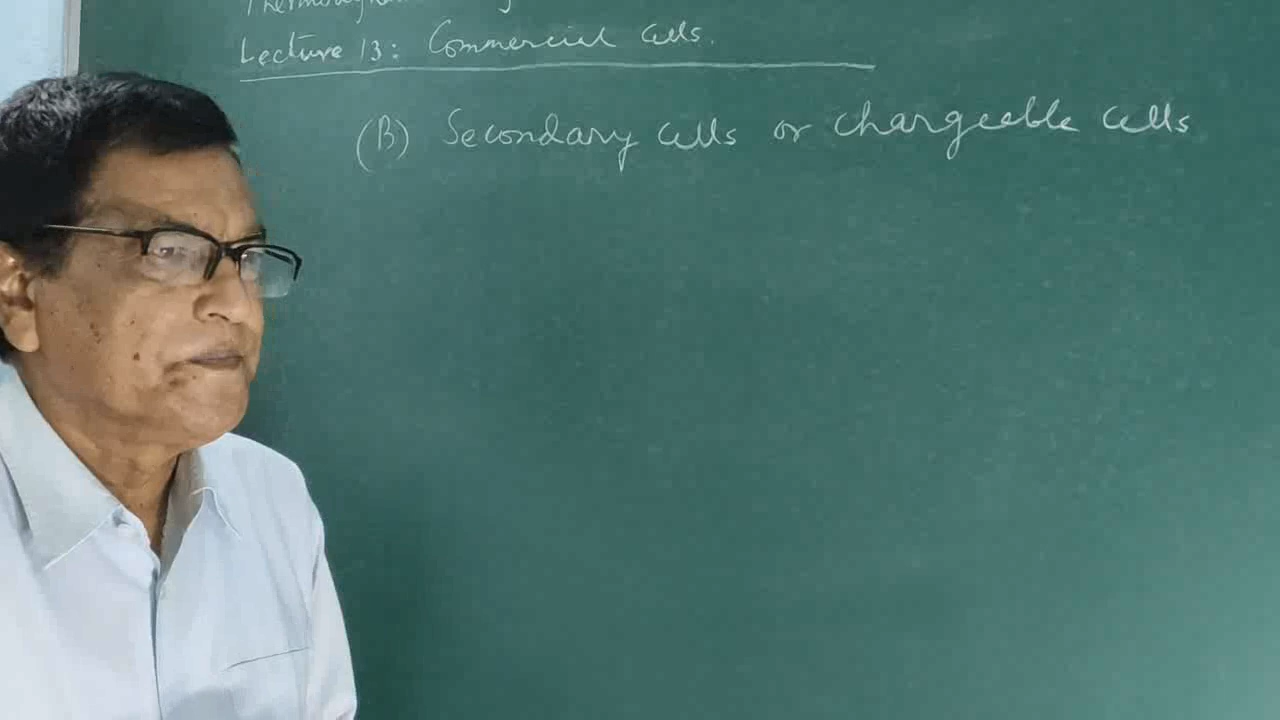 Lecture 13: Commercial Cells.
(B) Secondary cells or chargeable cells